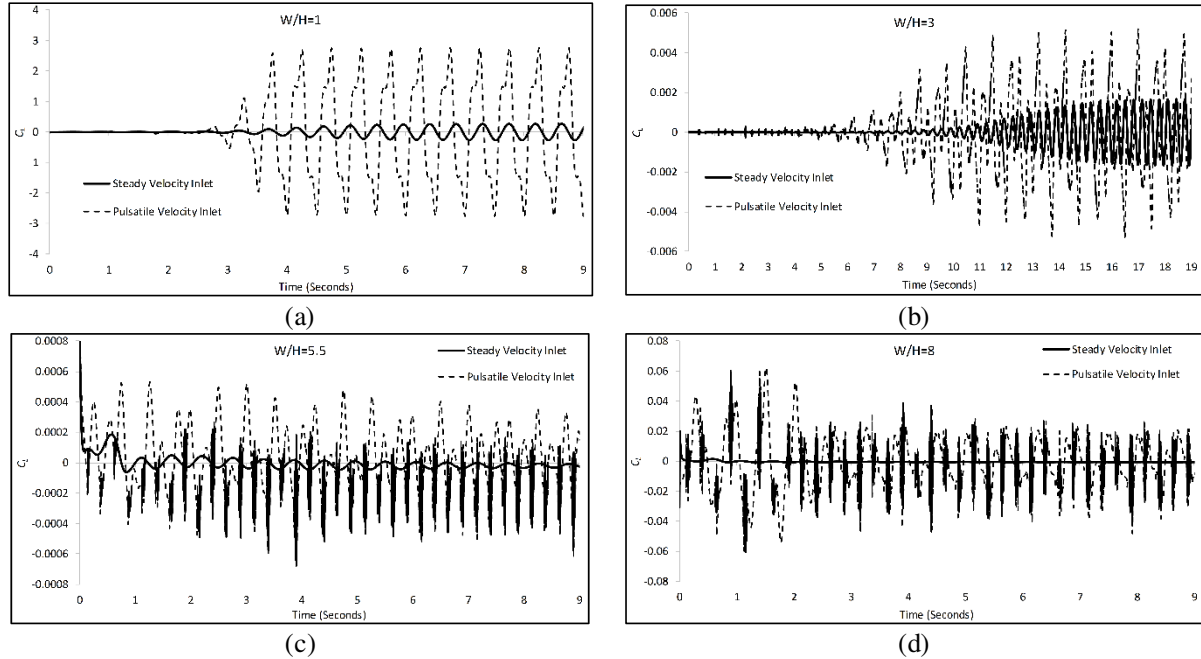 W/H=1
4
3
2
1
0
1
2
-3
-4
C_L
Steady Velocity Inlet
Pulsatile Velocity Inlet
0 1 2 3 4 5 6 7 8 9
Time (Seconds)
(a)
W/H=3
0.006
0.004
0.002
0
-0.002
-0.004
0.006
C_L
Steady Velocity Inlet
Pulsatile Velocity Inlet
0 1 2 3 4 5 6 7 8 9 10 11 12 13 14 15 16 17 18 19
Time (Seconds)
(b)
W/H=5.5
0.0008
0.0006
0.0004
0.0002
0
-0.0002
-0.0004
-0.0006
-0.0008
C_L
Steady Velocity Inlet
Pulsatile Velocity Inlet
0 1 2 3 4 5 6 7 8 9
Time (Seconds)
(c)
W/H=8
0.08
0.06
0.04
0.02
0
-0.02
-0.04
-0.06
-0.08
C_L
Steady Velocity Inlet
Pulsatile Velocity Inlet
0 1 2 3 4 5 6 7 8 9
Time (Seconds)
(d)